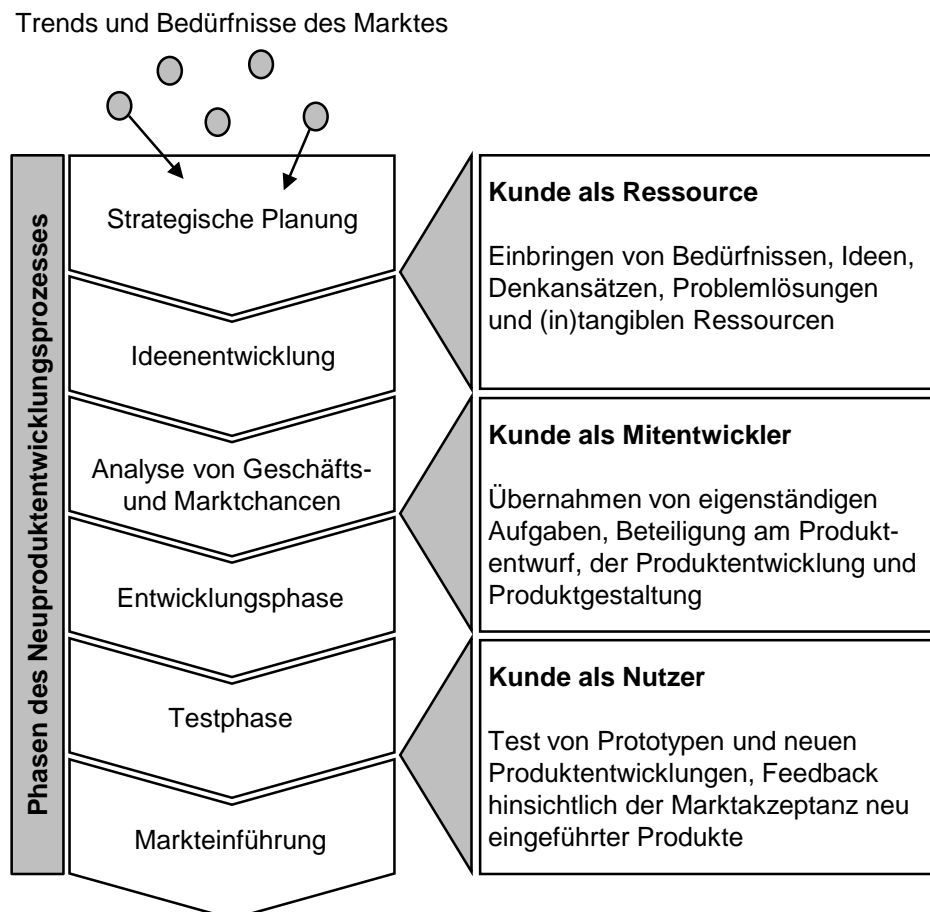 Trends und Bedürfnisse des Marktes
Phasen des Neuproduktentwicklungsprozesses
Strategische Planung
Ideenentwicklung
Analyse von Geschäfts-
und Marktchancen
Entwicklungsphase
Testphase
Markteinführung
Kunde als Ressource
Einbringen von Bedürfnissen, Ideen,
Denkansätzen, Problemlösungen
und (in)tangiblen Ressourcen
Kunde als Mitentwickler
Übernahmen von eigenständigen
Aufgaben, Beteiligung am Produkt-
entwurf, der Produktentwicklung und
Produktgestaltung
Kunde als Nutzer
Test von Prototypen und neuen
Produktentwicklungen, Feedback
hinsichtlich der Marktakzeptanz neu
eingeführter Produkte